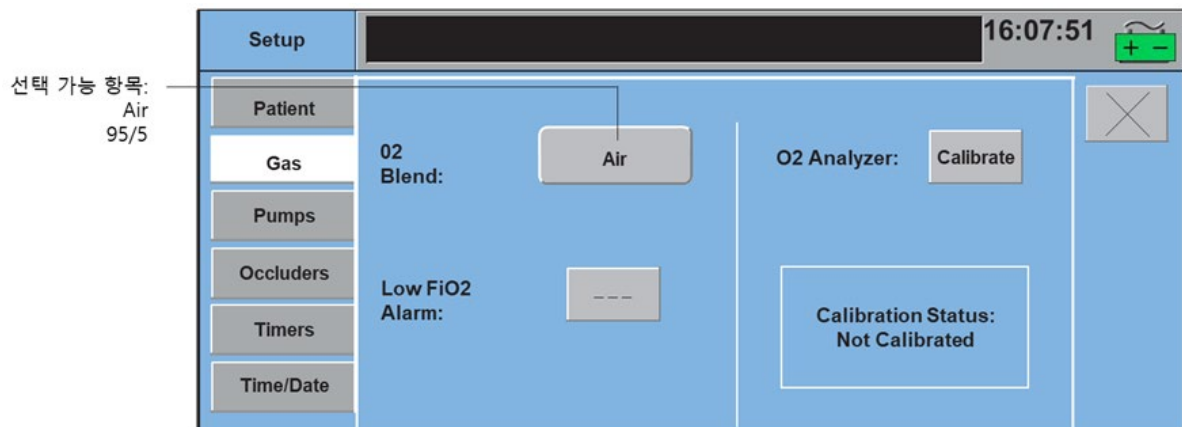 Setup
16:07:51
선택 가능 항목:
Air
95/5
Patient
Gas
Pumps
Occluders
Timers
Time/Date
02
Blend:
Air
Low FiO2
Alarm:
---
O2 Analyzer:
Calibrate
Calibration Status:
Not Calibrated